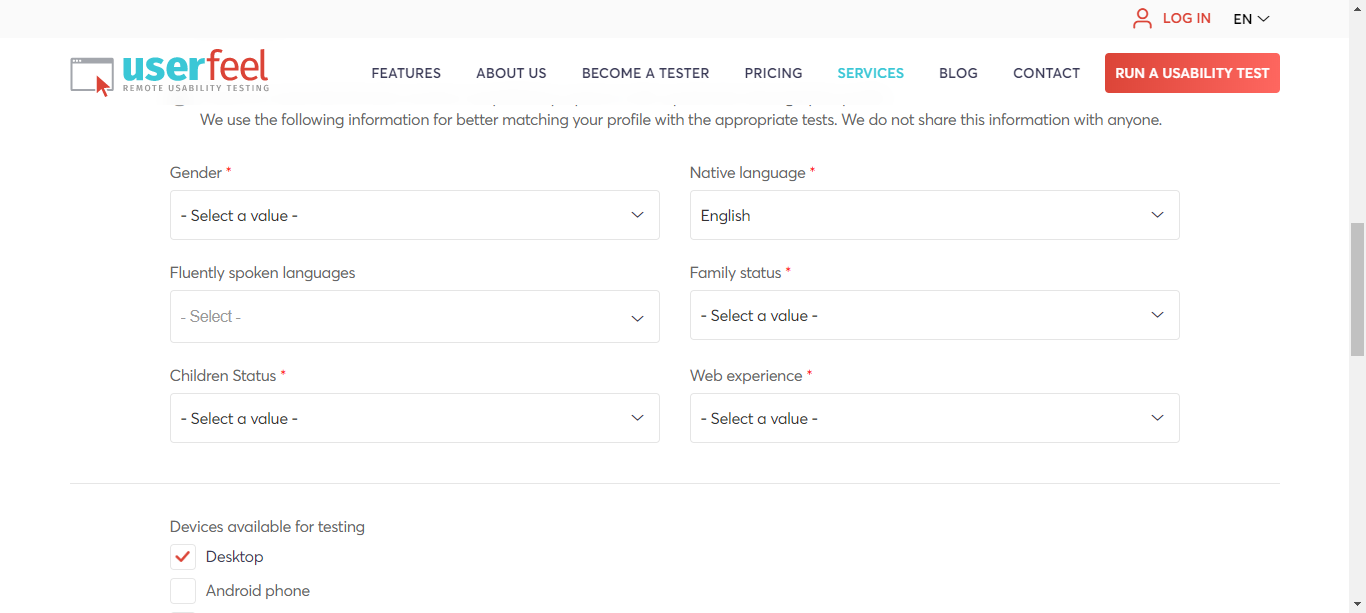 LOG IN EN
userfeel
REMOTE USABILITY TESTING
FEATURES ABOUT US BECOME A TESTER PRICING SERVICES BLOG CONTACT RUN A USABILITY TEST
We use the following information for better matching your profile with the appropriate tests. We do not share this information with anyone.
Gender * Native language *
- Select a value - English
Fluently spoken languages Family status *
- Select - - Select a value -
Children Status * Web experience *
- Select a value - - Select a value -
Devices available for testing
Desktop
Android phone